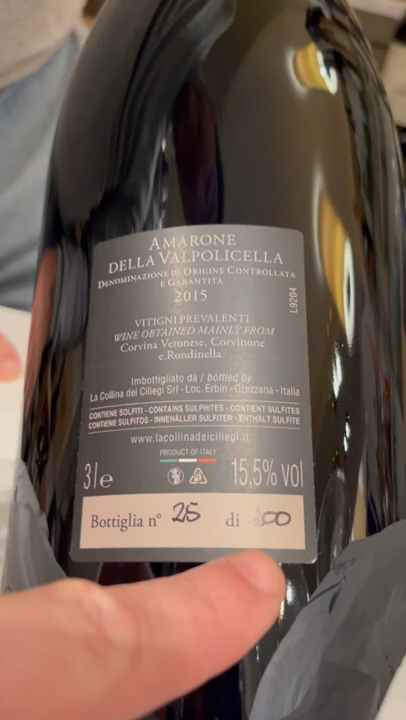 AMARONE
DELLA VALPOLICELLA
DENOMINAZIONE DI ORIGINE CONTROLLATA
E GARANTITA
2015
L9204
VITIGNI PREVALENTI
WINE OBTAINED MAINLY FROM
Corvina Veronese, Corvinone
e Rondinella
Imbottigliato da / bottled by
La Collina dei Ciliegi Srl - Loc. Erbin - Grezzana - Italia
CONTIENE SOLFITI - CONTAINS SULPHITES - CONTIENT SULFITES
CONTIENE SULFITOS - INNEHÅLLER SULFITER - ENTHÄLT SULFITE
www.lacollinadeiciliegi.it
PRODUCT OF ITALY
3l e 15,5% vol
Bottiglia n° 25 di